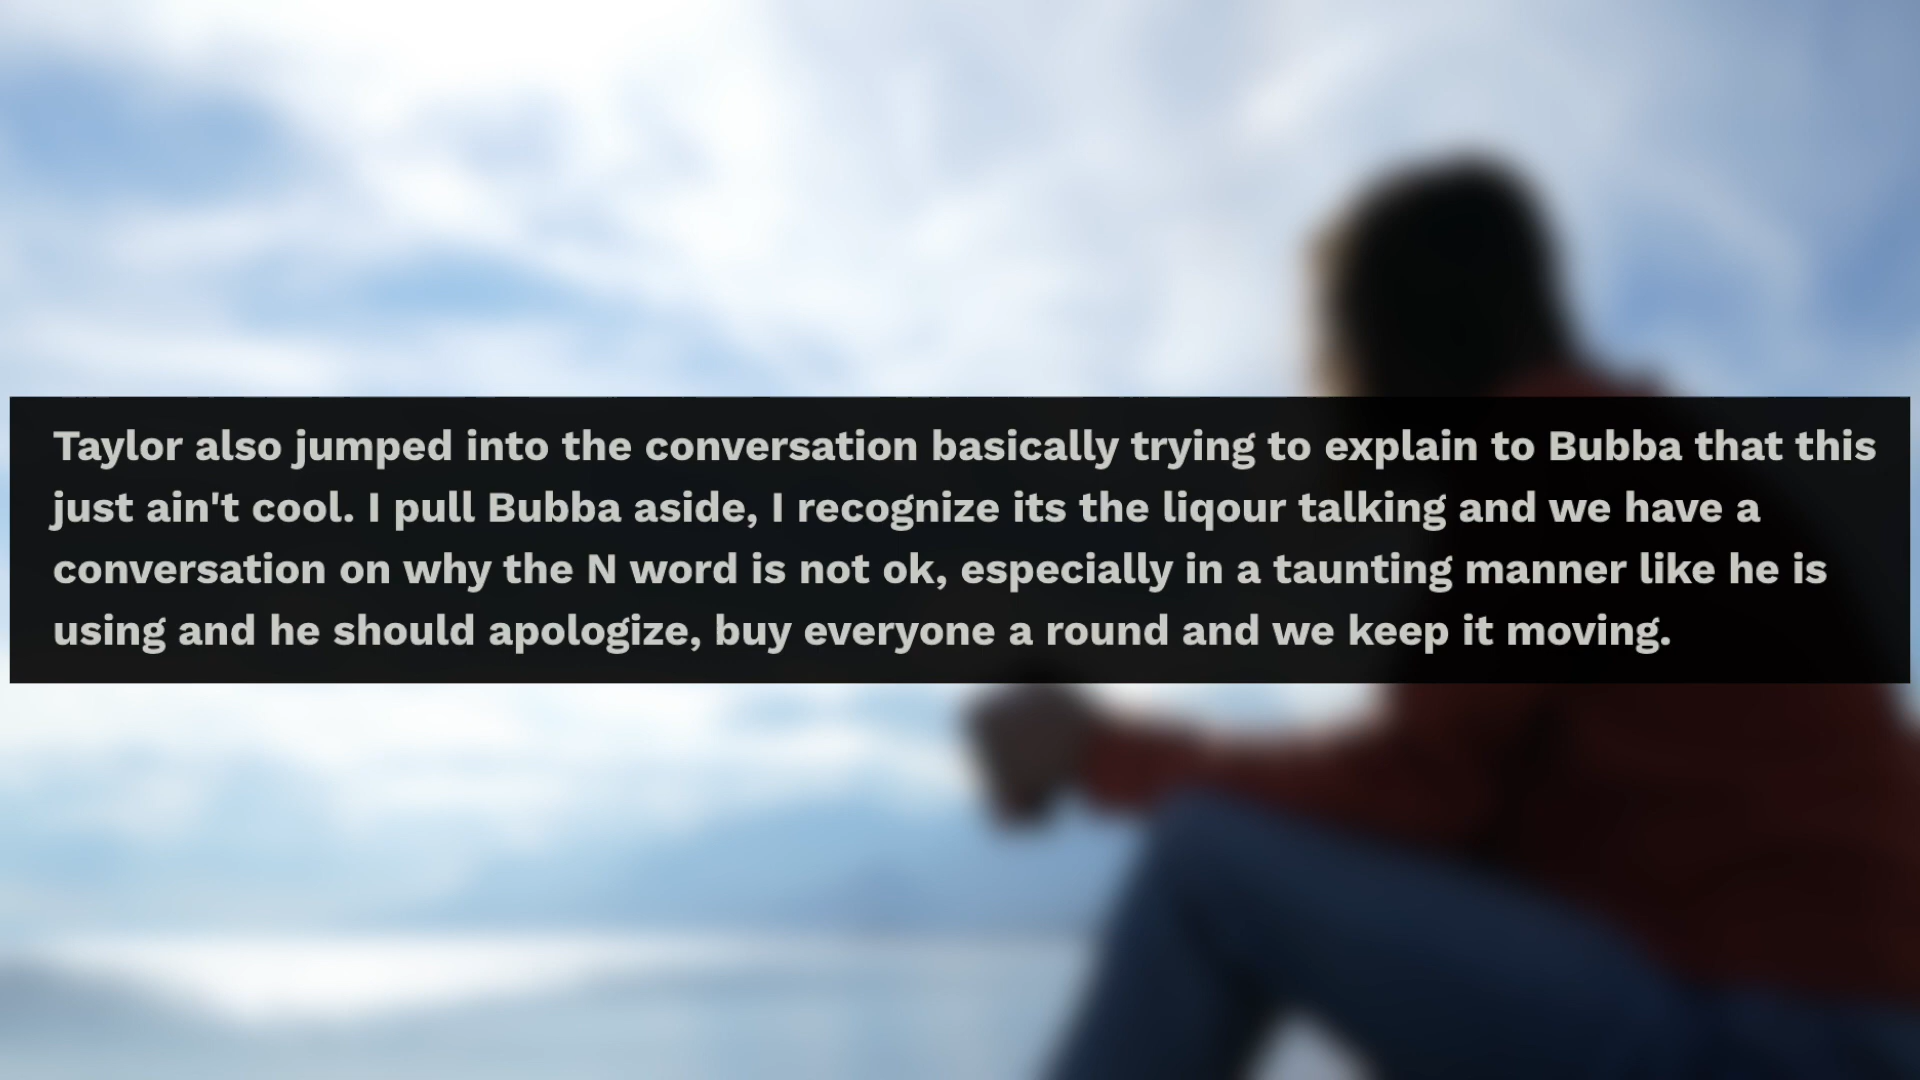 Taylor also jumped into the conversation basically trying to explain to Bubba that this
just ain't cool. I pull Bubba aside, I recognize its the liqour talking and we have a
conversation on why the N word is not ok, especially in a taunting manner like he is
using and he should apologize, buy everyone a round and we keep it moving.